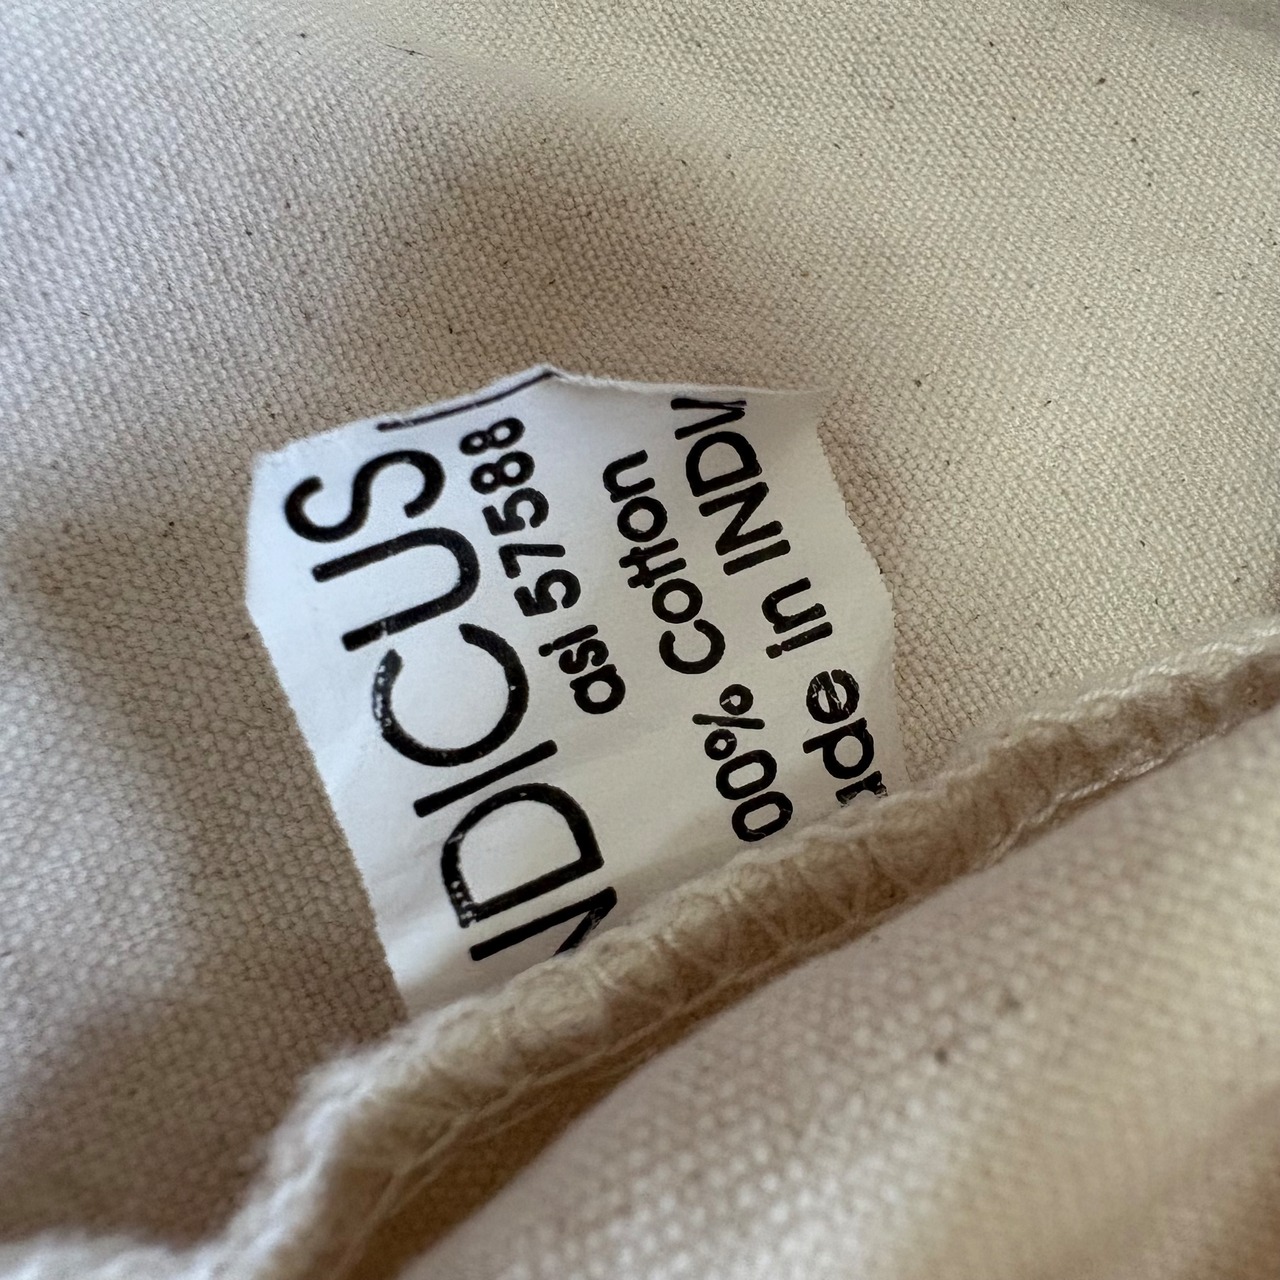 NDICUS
asi 57588
00% Cotton
ade in INDI